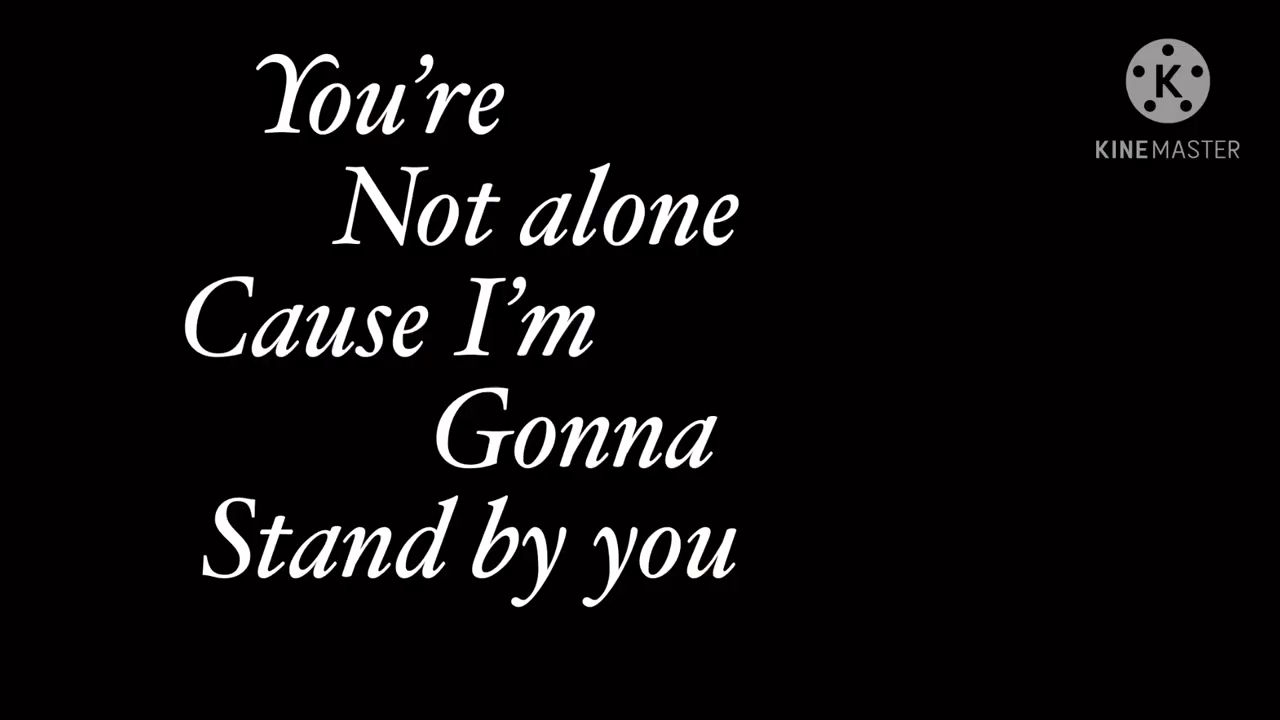 You’re
Not alone
Cause I’m
Gonna
Stand by you
K
KINEMASTER